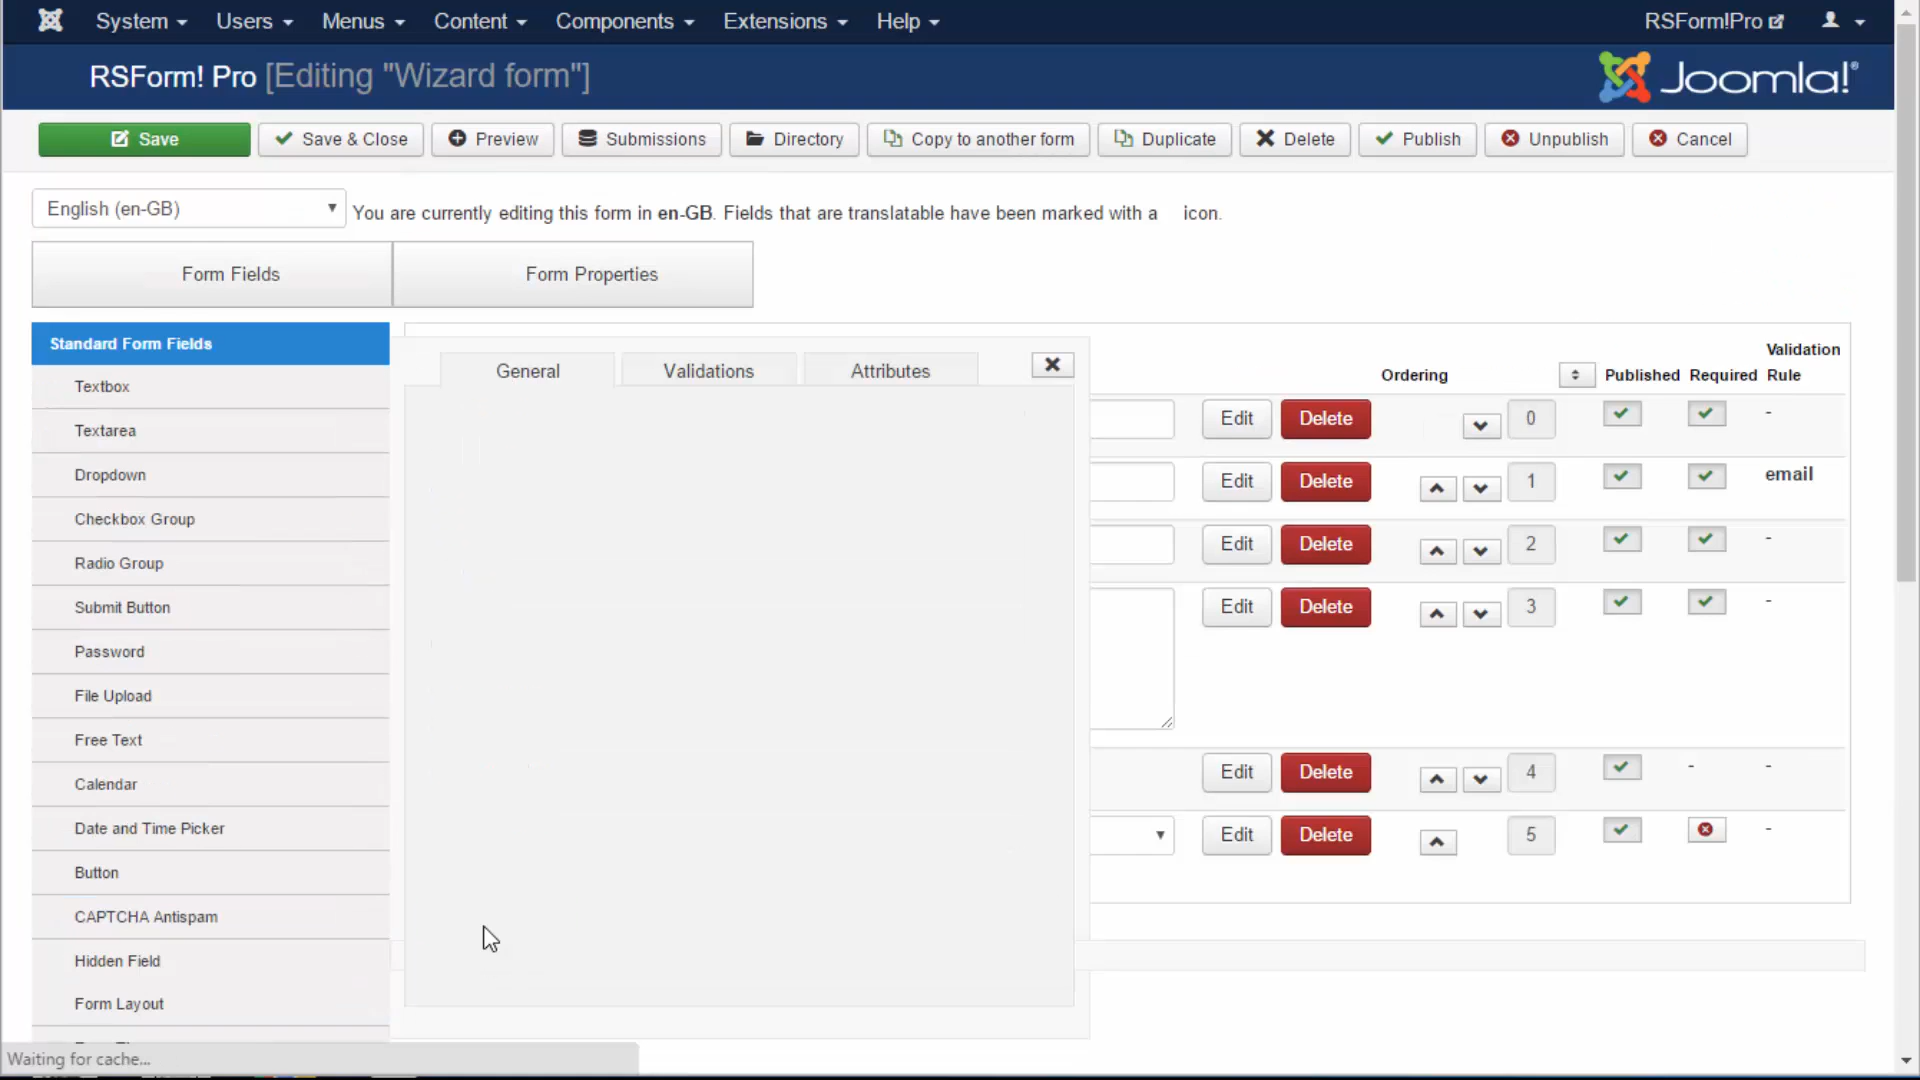 System Users Menus Content Components Extensions Help RSForm!Pro
RSForm! Pro [Editing "Wizard form"] Joomla!®
Save Save & Close Preview Submissions Directory Copy to another form Duplicate Delete Publish Unpublish Cancel
English (en-GB) You are currently editing this form in en-GB. Fields that are translatable have been marked with a icon.
Form Fields Form Properties
Standard Form Fields
Textbox
Textarea
Dropdown
Checkbox Group
Radio Group
Submit Button
Password
File Upload
Free Text
Calendar
Date and Time Picker
Button
CAPTCHA Antispam
Hidden Field
Form Layout
General Validations Attributes
Ordering Published Required Validation Rule
Edit Delete 0 -
Edit Delete 1 email
Edit Delete 2 -
Edit Delete 3 -
Edit Delete 4 - -
Edit Delete 5 -
Waiting for cache...